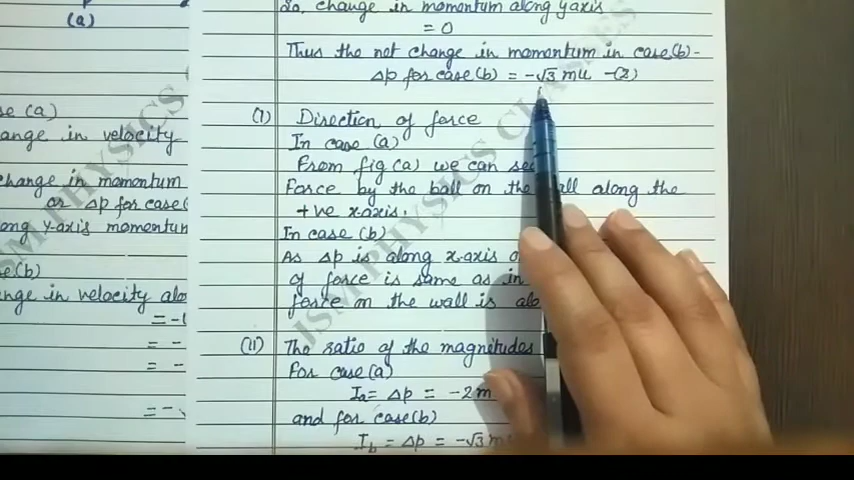 (a)
se (a)
ange in velocity
change in momentum
or Δp for case(
ong y-axis momentum
se(b)
nge in velocity alo
= -
= -
= -
= -
So, change in momentum along y axis
= 0
Thus the net change in momentum in case(b)-
Δp for case(b) = -√3 mu -(2)
(I) Direction of force
In case (a)
From fig (a) we can see
Force by the ball on the wall along the
+ve x-axis.
In case (b)
As Δp is along x-axis
of force is same as in
force on the wall is alo
(II) The ratio of the magnitudes
For case(a)
Ia = Δp = -2m
and for case(b)
Ib = Δp = -√3 m
ISM PHYSICS CLASSES